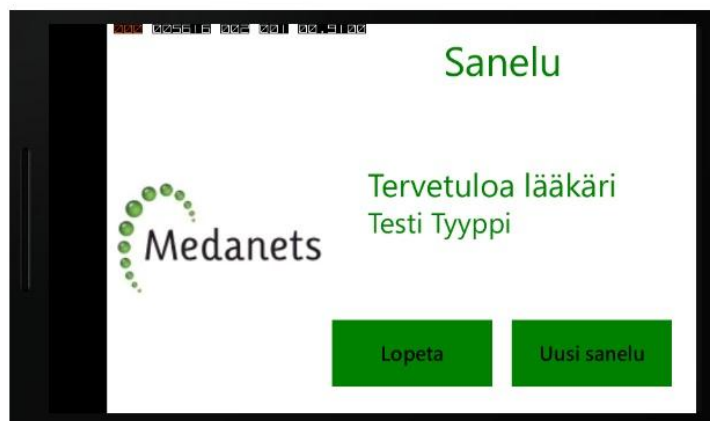 Sanelu
Tervetuloa lääkäri
Testi Tyyppi
Medanets
Lopeta
Uusi sanelu